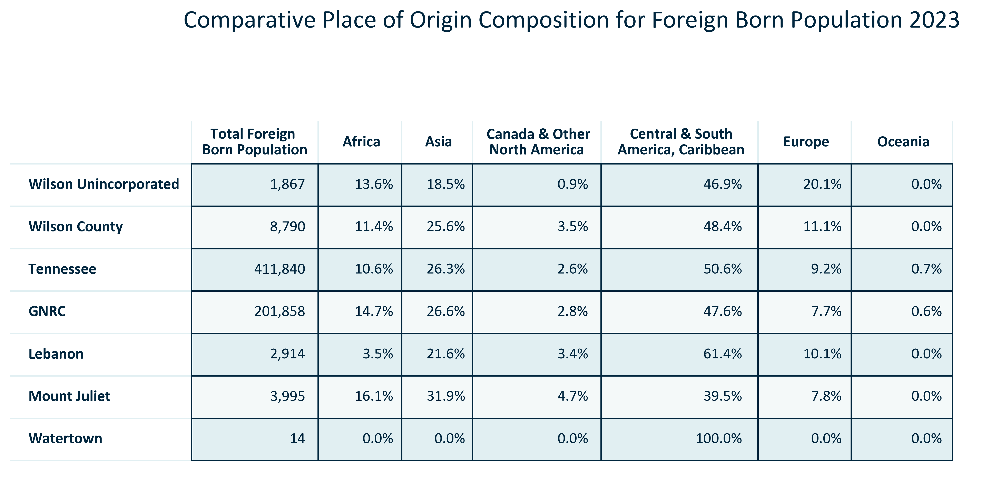 Comparative Place of Origin Composition for Foreign Born Population 2023
Total Foreign Born Population Africa Asia Canada & Other North America Central & South America, Caribbean Europe Oceania
Wilson Unincorporated 1,867 13.6% 18.5% 0.9% 46.9% 20.1% 0.0%
Wilson County 8,790 11.4% 25.6% 3.5% 48.4% 11.1% 0.0%
Tennessee 411,840 10.6% 26.3% 2.6% 50.6% 9.2% 0.7%
GNRC 201,858 14.7% 26.6% 2.8% 47.6% 7.7% 0.6%
Lebanon 2,914 3.5% 21.6% 3.4% 61.4% 10.1% 0.0%
Mount Juliet 3,995 16.1% 31.9% 4.7% 39.5% 7.8% 0.0%
Watertown 14 0.0% 0.0% 0.0% 100.0% 0.0% 0.0%